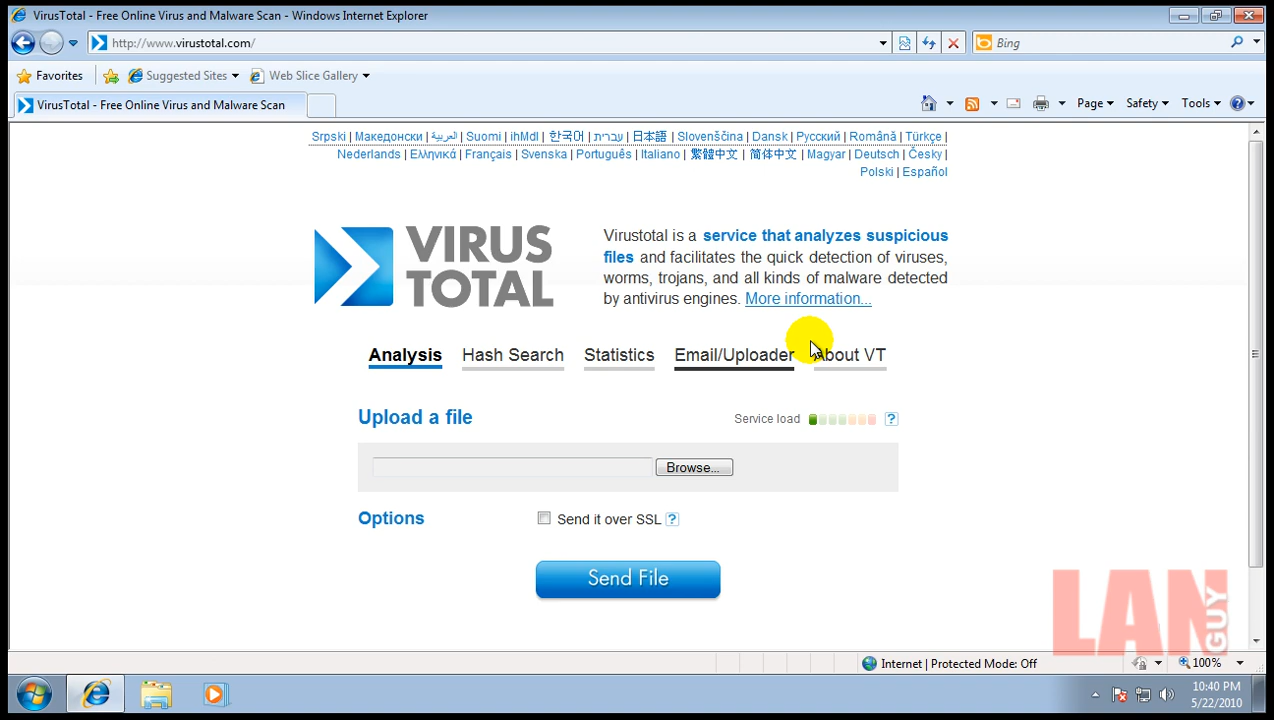 VirusTotal - Free Online Virus and Malware Scan - Windows Internet Explorer
http://www.virustotal.com/
Bing
Favorites
Suggested Sites
Web Slice Gallery
VirusTotal - Free Online Virus and Malware Scan
Page
Safety
Tools
Srpski | Македонски | العربية | Suomi | ihMdI | 한국어 | עברית | 日本語 | Slovenščina | Dansk | Русский | Română | Türkçe |
Nederlands | Ελληνικά | Français | Svenska | Português | Italiano | 繁體中文 | 简体中文 | Magyar | Deutsch | Česky |
Polski | Español
VIRUS
TOTAL
Virustotal is a service that analyzes suspicious
files and facilitates the quick detection of viruses,
worms, trojans, and all kinds of malware detected
by antivirus engines. More information...
Analysis
Hash Search
Statistics
Email/Uploader
About VT
Upload a file
Service load
?
Browse...
Options
Send it over SSL ?
Send File
LAN
GUY
Internet | Protected Mode: Off
100%
10:40 PM
5/22/2010